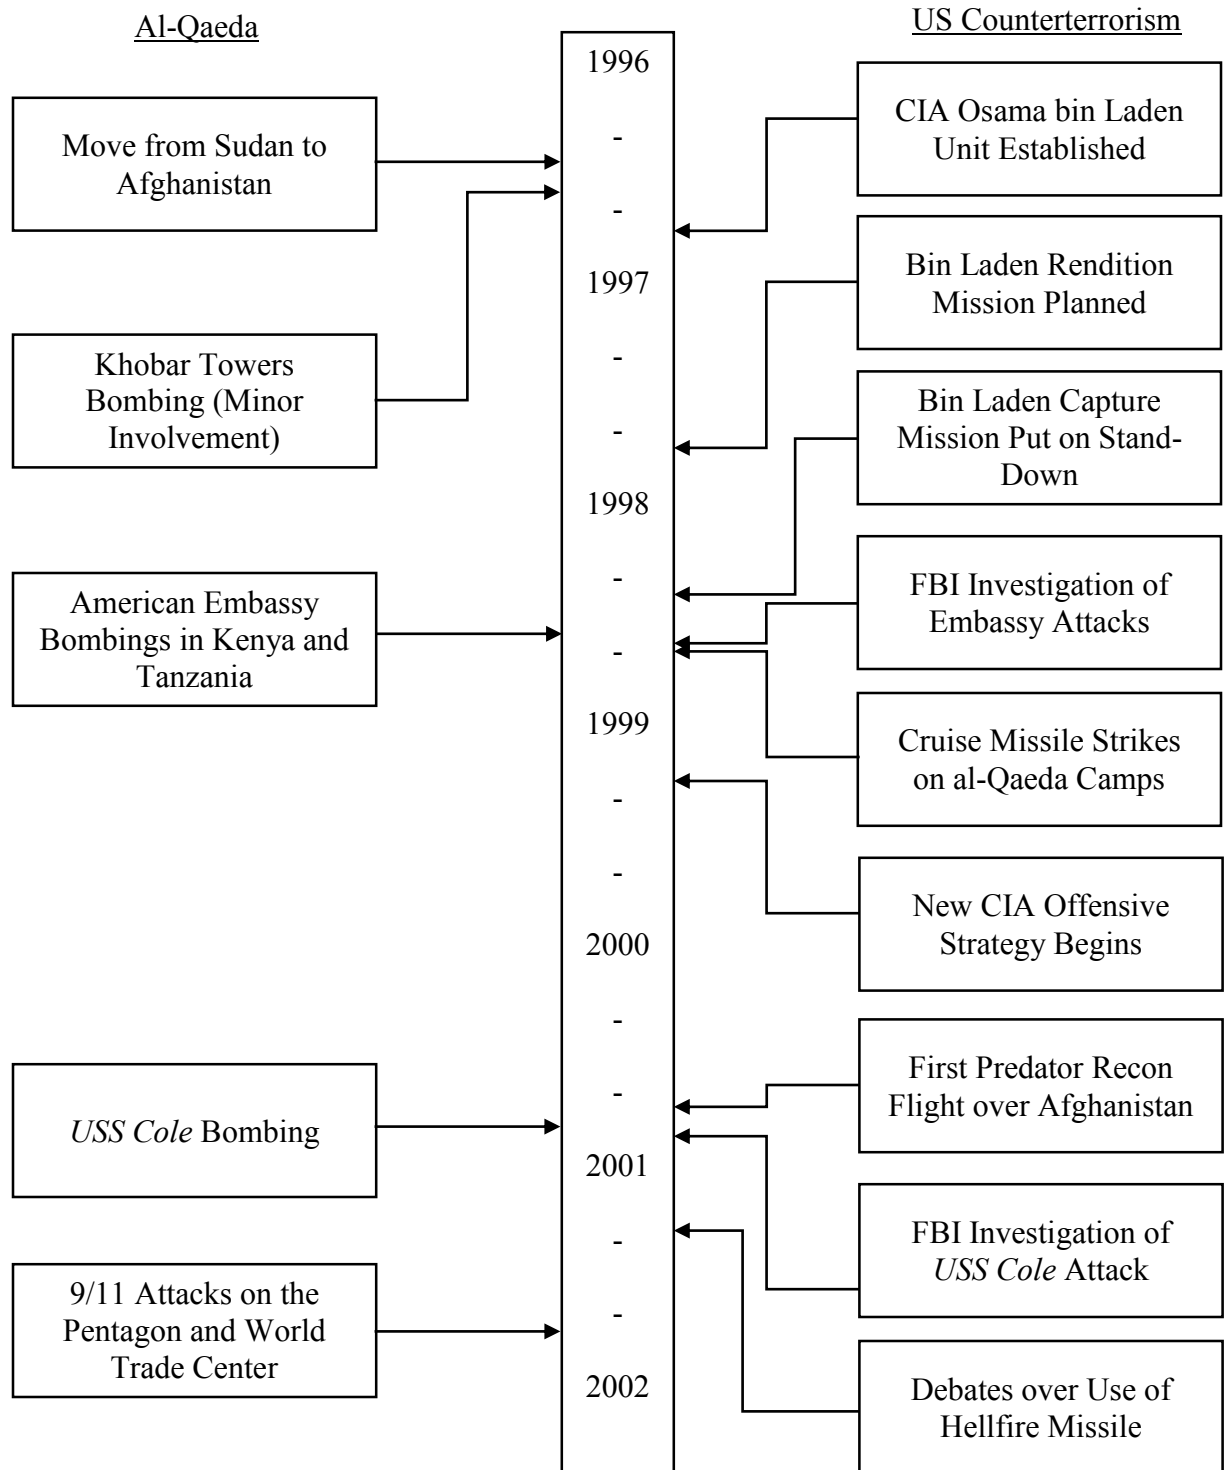 Al-Qaeda
Move from Sudan to
Afghanistan
Khobar Towers
Bombing (Minor
Involvement)
American Embassy
Bombings in Kenya and
Tanzania
USS Cole Bombing
9/11 Attacks on the
Pentagon and World
Trade Center
1996
-
-
1997
-
-
1998
-
-
1999
-
-
2000
-
-
2001
-
-
2002
US Counterterrorism
CIA Osama bin Laden
Unit Established
Bin Laden Rendition
Mission Planned
Bin Laden Capture
Mission Put on Stand-
Down
FBI Investigation of
Embassy Attacks
Cruise Missile Strikes
on al-Qaeda Camps
New CIA Offensive
Strategy Begins
First Predator Recon
Flight over Afghanistan
FBI Investigation of
USS Cole Attack
Debates over Use of
Hellfire Missile